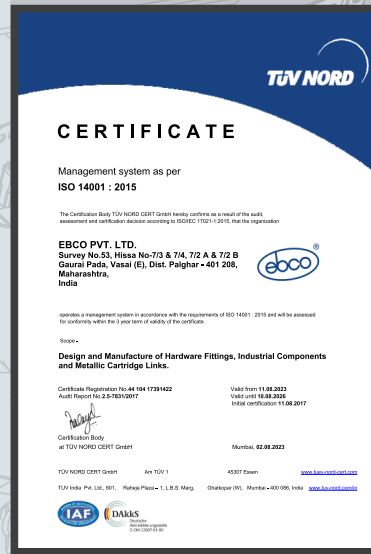 TÜV NORD
CERTIFICATE
Management system as per
ISO 14001 : 2015
The Certification Body TÜV NORD CERT GmbH hereby confirms as a result of the audit,
assessment and certification decision according to ISO/IEC 17021-1:2015, that the organization
EBCO PVT. LTD.
Survey No.53, Hissa No-7/3 & 7/4, 7/2 A & 7/2 B
Gaurai Pada, Vasai (E), Dist. Palghar - 401 208,
Maharashtra,
India
ebco®
operates a management system in accordance with the requirements of ISO 14001 : 2015 and will be assessed
for conformity within the 3 year term of validity of the certificate.
Scope -
Design and Manufacture of Hardware Fittings, Industrial Components
and Metallic Cartridge Links.
Certificate Registration No.44 104 17391422 Valid from 11.08.2023
Audit Report No.2.5-7831/2017 Valid until 10.08.2026
Initial certification 11.08.2017
Certification Body
at TÜV NORD CERT GmbH Mumbai, 02.08.2023
TÜV NORD CERT GmbH Am TÜV 1 45307 Essen www.tuev-nord-cert.com
TUV India Pvt. Ltd., 801, Raheja Plaza – 1, L.B.S. Marg, Ghatkopar (W), Mumbai - 400 086, India www.tuv-nord.com/in
IAF
DAkkS
Deutsche
Akkreditierungsstelle
D-ZM-12007-01-00